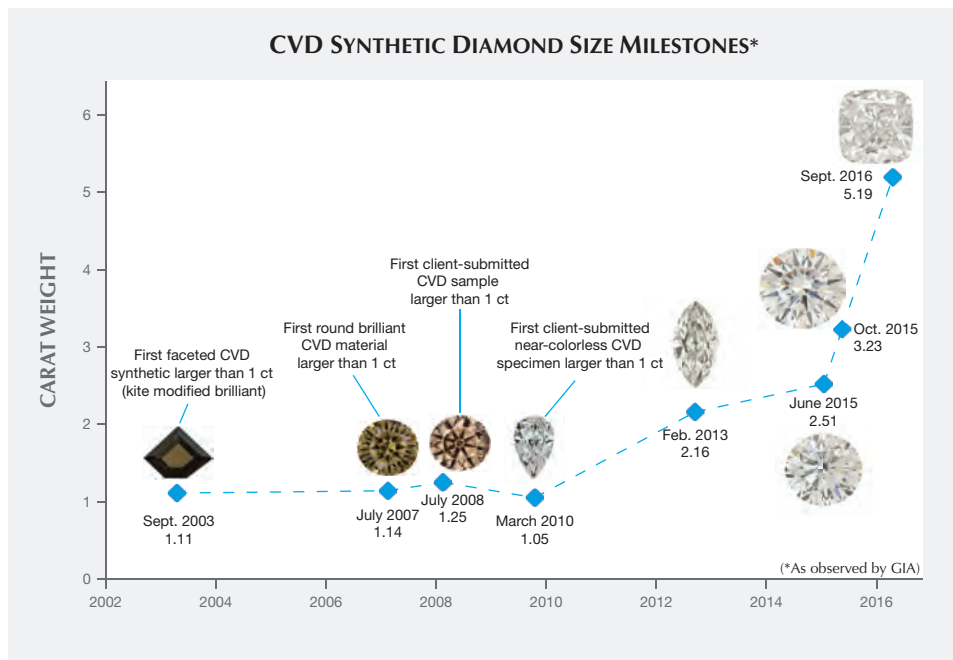 CVD SYNTHETIC DIAMOND SIZE MILESTONES*
CARAT WEIGHT
6
5
4
3
2
1
0
2002
2004
2006
2008
2010
2012
2014
2016
First faceted CVD
synthetic larger than 1 ct
(kite modified brilliant)
Sept. 2003
1.11
First round brilliant
CVD material
larger than 1 ct
July 2007
1.14
First client-submitted
CVD sample
larger than 1 ct
July 2008
1.25
First client-submitted
near-colorless CVD
specimen larger than 1 ct
March 2010
1.05
Feb. 2013
2.16
June 2015
2.51
Oct. 2015
3.23
Sept. 2016
5.19
(*As observed by GIA)